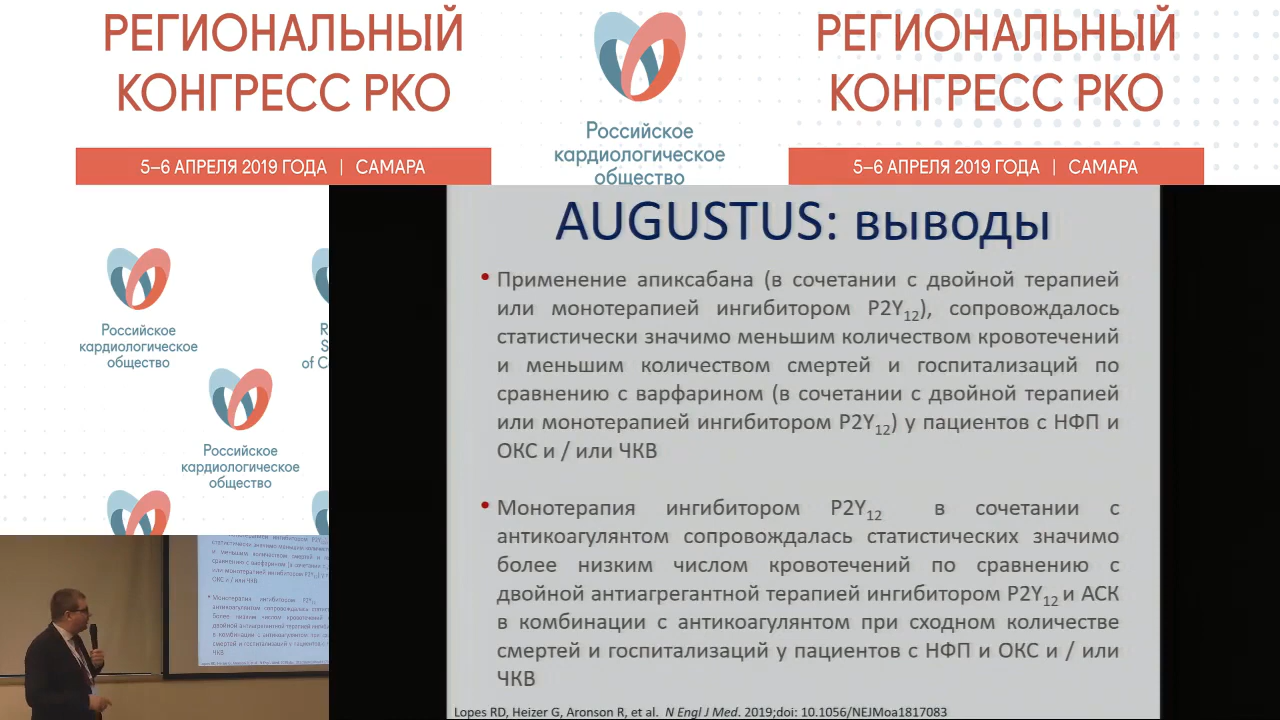 РЕГИОНАЛЬНЫЙ
КОНГРЕСС РКО
5–6 АПРЕЛЯ 2019 ГОДА | САМАРА
Российское
кардиологическое
общество
РЕГИОНАЛЬНЫЙ
КОНГРЕСС РКО
5–6 АПРЕЛЯ 2019 ГОДА | САМАРА
Российское
кардиологическое
общество
of C
Российское
кардиологическое
общество
AUGUSTUS: выводы
• Применение апиксабана (в сочетании с двойной терапией
или монотерапией ингибитором P2Y12), сопровождалось
статистически значимо меньшим количеством кровотечений
и меньшим количеством смертей и госпитализаций по
сравнению с варфарином (в сочетании с двойной терапией
или монотерапией ингибитором P2Y12) у пациентов с НФП и
ОКС и / или ЧКВ
• Монотерапия ингибитором P2Y12 в сочетании с
антикоагулянтом сопровождалась статистических значимо
более низким числом кровотечений по сравнению с
двойной антиагрегантной терапией ингибитором P2Y12 и АСК
в комбинации с антикоагулянтом при сходном количестве
смертей и госпитализаций у пациентов с НФП и ОКС и / или
ЧКВ
Lopes RD, Heizer G, Aronson R, et al. N Engl J Med. 2019;doi: 10.1056/NEJMoa1817083